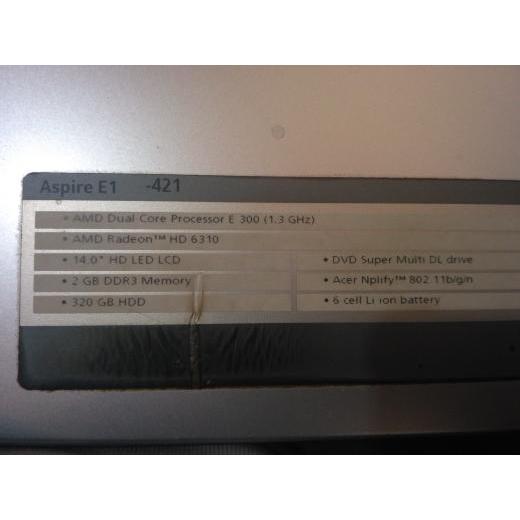 Aspire E1 -421
• AMD Dual Core Processor E 300 (1.3 GHz)
• AMD Radeon™ HD 6310
• 14.0" HD LED LCD
• 2 GB DDR3 Memory
• 320 GB HDD
• DVD Super Multi DL drive
• Acer Nplify™ 802.11b/g/n
• 6 cell Li ion battery